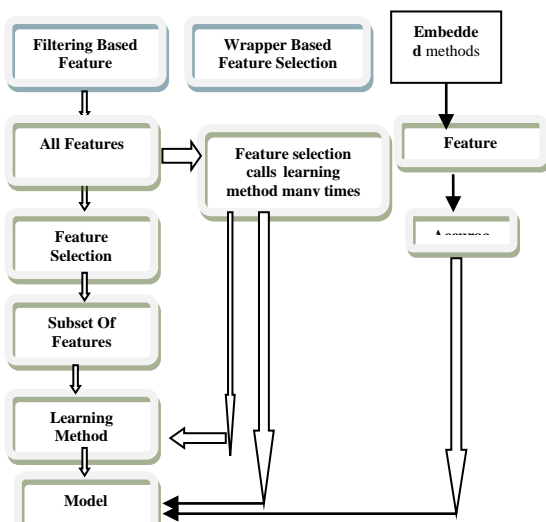 Filtering Based
Feature
Wrapper Based
Feature Selection
Embedde
d methods
All Features
Feature selection
calls learning
method many times
Feature
Feature
Selection
Subset Of
Features
Learning
Method
Model